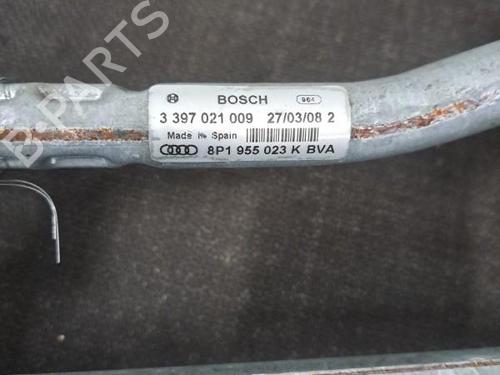 B PARTS
BOSCH 964
3 397 021 009 27/03/08 2
Made in Spain
8P1 955 023 K BVA